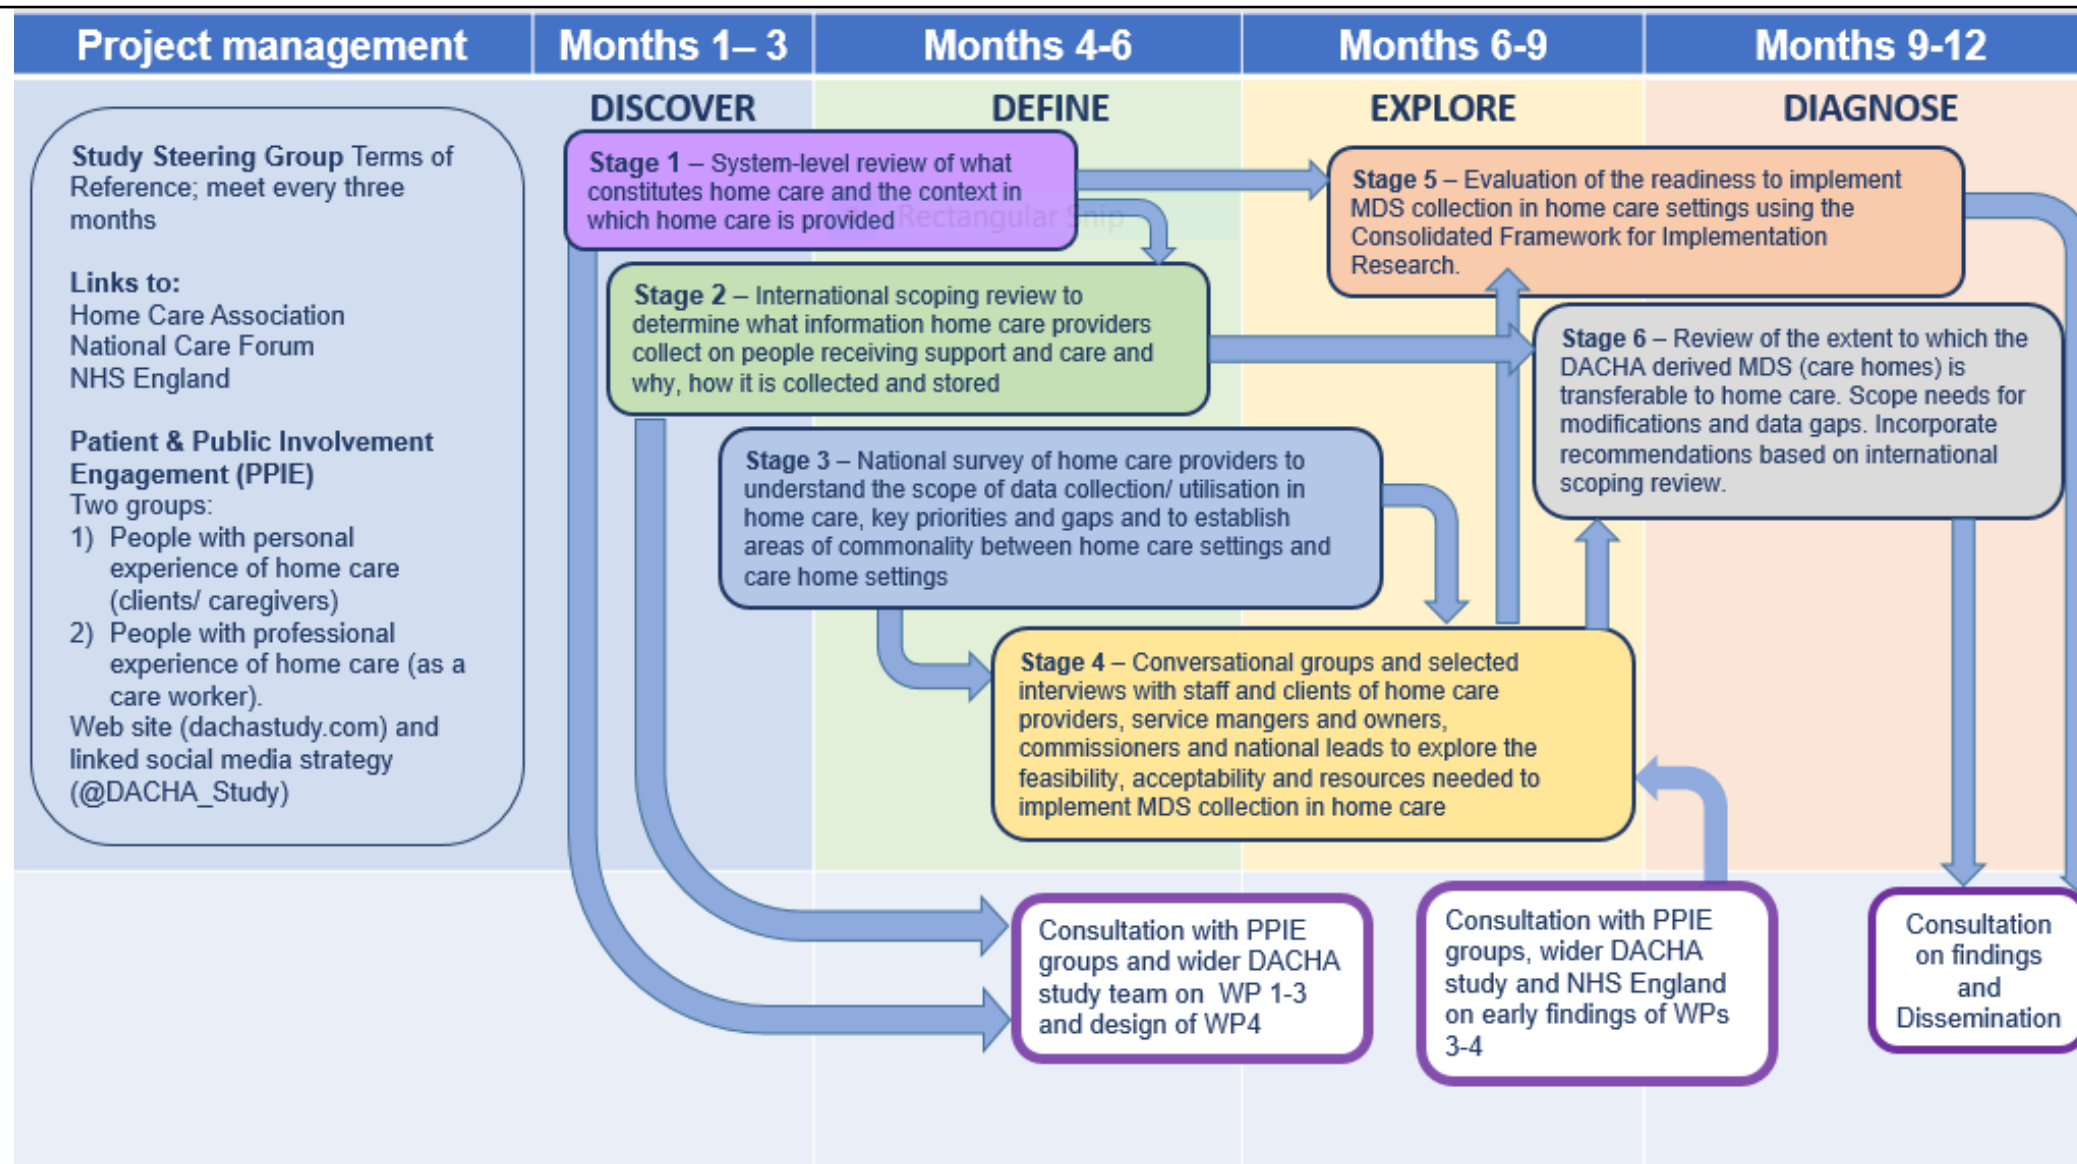 Project management
Months 1– 3
Months 4-6
Months 6-9
Months 9-12
DISCOVER
DEFINE
EXPLORE
DIAGNOSE
Study Steering Group Terms of
Reference; meet every three
months
Links to:
Home Care Association
National Care Forum
NHS England
Patient & Public Involvement
Engagement (PPIE)
Two groups:
1) People with personal
experience of home care
(clients/ caregivers)
2) People with professional
experience of home care (as a
care worker).
Web site (dachastudy.com) and
linked social media strategy
(@DACHA_Study)
Stage 1 – System-level review of what
constitutes home care and the context in
which home care is provided
Rectangular Snip
Stage 2 – International scoping review to
determine what information home care providers
collect on people receiving support and care and
why, how it is collected and stored
Stage 3 – National survey of home care providers to
understand the scope of data collection/ utilisation in
home care, key priorities and gaps and to establish
areas of commonality between home care settings and
care home settings
Stage 4 – Conversational groups and selected
interviews with staff and clients of home care
providers, service mangers and owners,
commissioners and national leads to explore the
feasibility, acceptability and resources needed to
implement MDS collection in home care
Stage 5 – Evaluation of the readiness to implement
MDS collection in home care settings using the
Consolidated Framework for Implementation
Research.
Stage 6 – Review of the extent to which the
DACHA derived MDS (care homes) is
transferable to home care. Scope needs for
modifications and data gaps. Incorporate
recommendations based on international
scoping review.
Consultation with PPIE
groups and wider DACHA
study team on WP 1-3
and design of WP4
Consultation with PPIE
groups, wider DACHA
study and NHS England
on early findings of WPs
3-4
Consultation
on findings
and
Dissemination